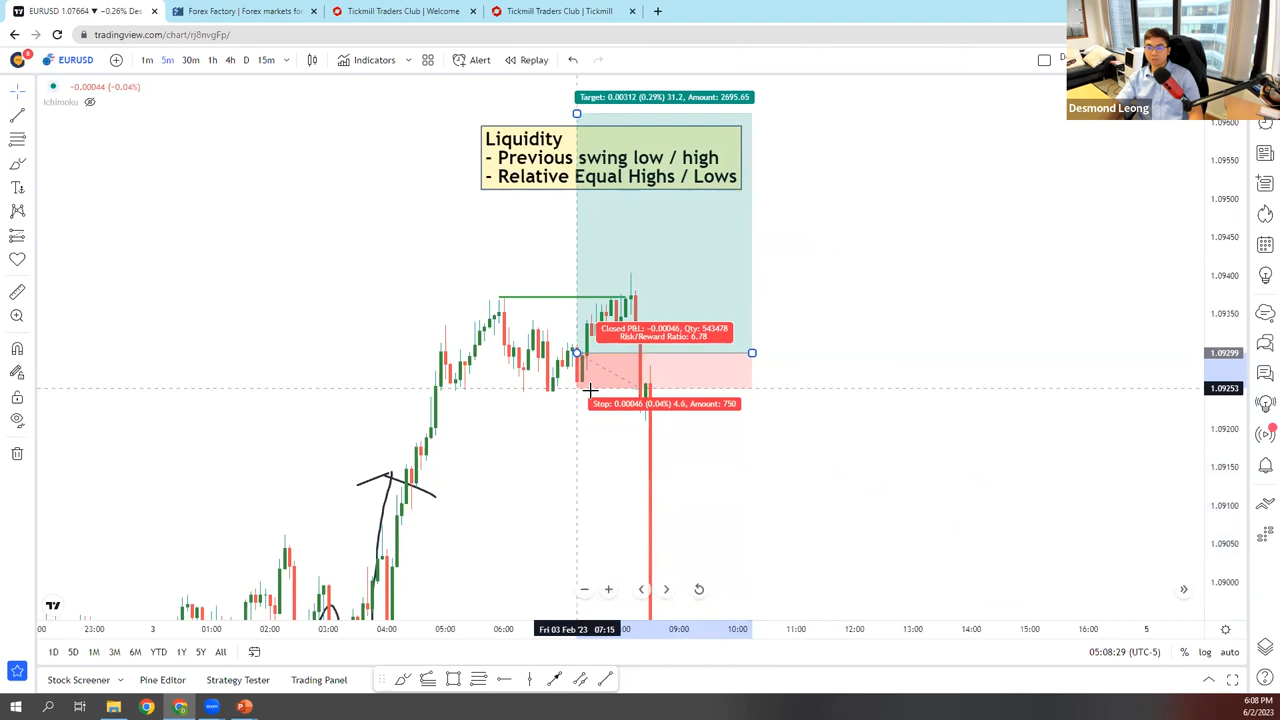 EURUSD 1.07664 ▼ −0.26% Des
Forex Factory | Forex markets fo
Tickmill Traders Club | Welcome
Tickmill Traders Club | Tickmill
tradingview.com/chart/rj8nvgFp/
8
EURUSD
1m
5m
30m
1h
4h
D
15m
Indicators
Alert
Replay
−0.00044 (−0.04%)
Ichimoku
Desmond Leong
Target: 0.00312 (0.29%) 31.2, Amount: 2695.65
Liquidity
- Previous swing low / high
- Relative Equal Highs / Lows
Closed P&L: −0.00046, Qty: 543478
Risk/Reward Ratio: 6.78
Stop: 0.00046 (0.04%) 4.6, Amount: 750
1.09600
1.09550
1.09500
1.09450
1.09400
1.09350
1.09299
1.09253
1.09200
1.09150
1.09100
1.09050
1.09000
:00
23:00
3
01:00
02:00
03:00
04:00
05:00
06:00
Fri 03 Feb '23 07:15
:00
09:00
10:00
11:00
12:00
13:00
14:00
15:00
16:00
5
1D
5D
1M
3M
6M
YTD
1Y
5Y
All
05:08:29 (UTC-5)
%
log
auto
Stock Screener
Pine Editor
Strategy Tester
Trading Panel
6:08 PM
6/2/2023